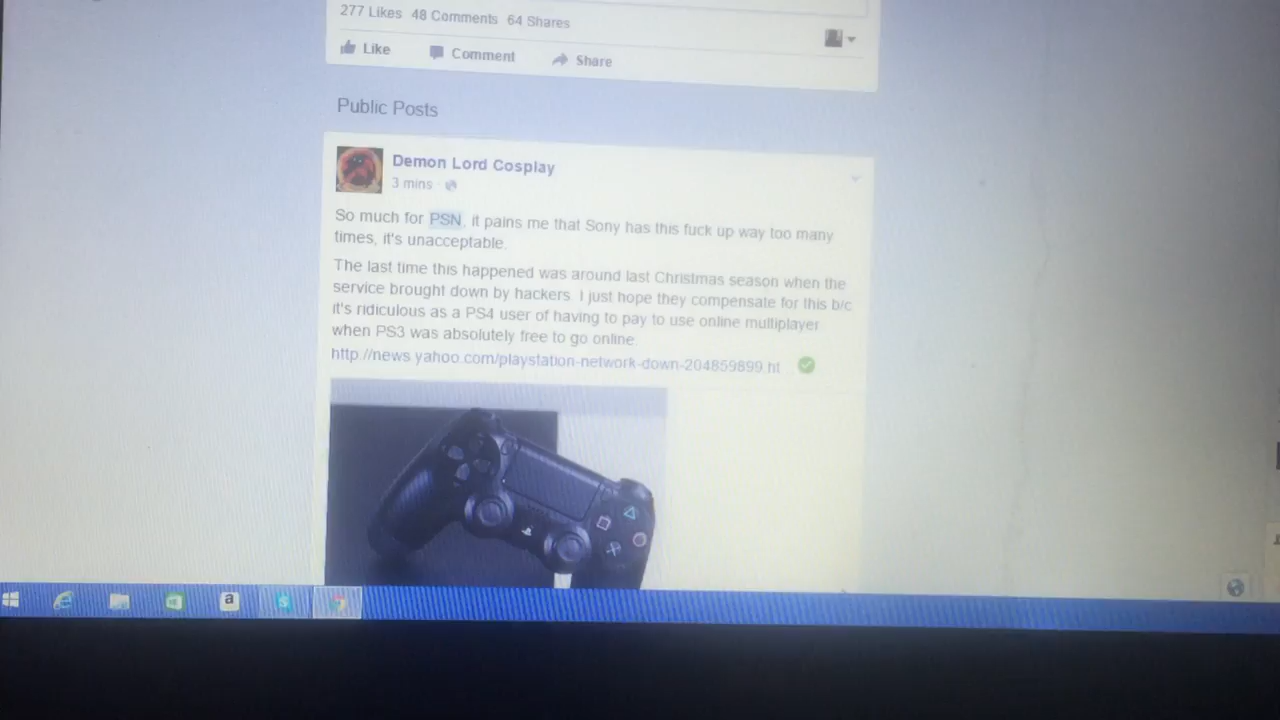 277 Likes 48 Comments 64 Shares
Like Comment Share
Public Posts
Demon Lord Cosplay
3 mins
So much for PSN, it pains me that Sony has this fuck up way too many
times, it's unacceptable.
The last time this happened was around last Christmas season when the
service brought down by hackers. I just hope they compensate for this b/c
it's ridiculous as a PS4 user of having to pay to use online multiplayer
when PS3 was absolutely free to go online.
http://news.yahoo.com/playstation-network-down-204859899.ht...
a